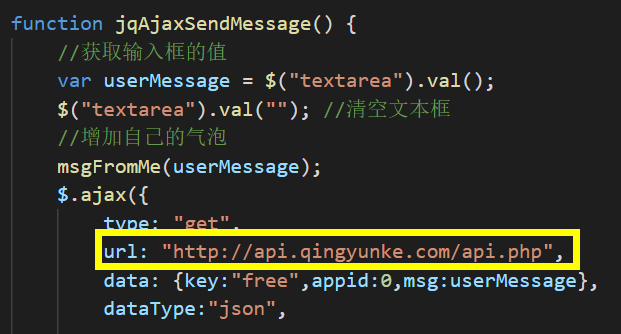 function jqAjaxSendMessage() {
//获取输入框的值
var userMessage = $("textarea").val();
$("textarea").val(""); //清空文本框
//增加自己的气泡
msgFromMe(userMessage);
$.ajax({
type: "get",
url: "http://api.qingyunke.com/api.php",
data: {key:"free",appid:0,msg:userMessage},
dataType:"json",